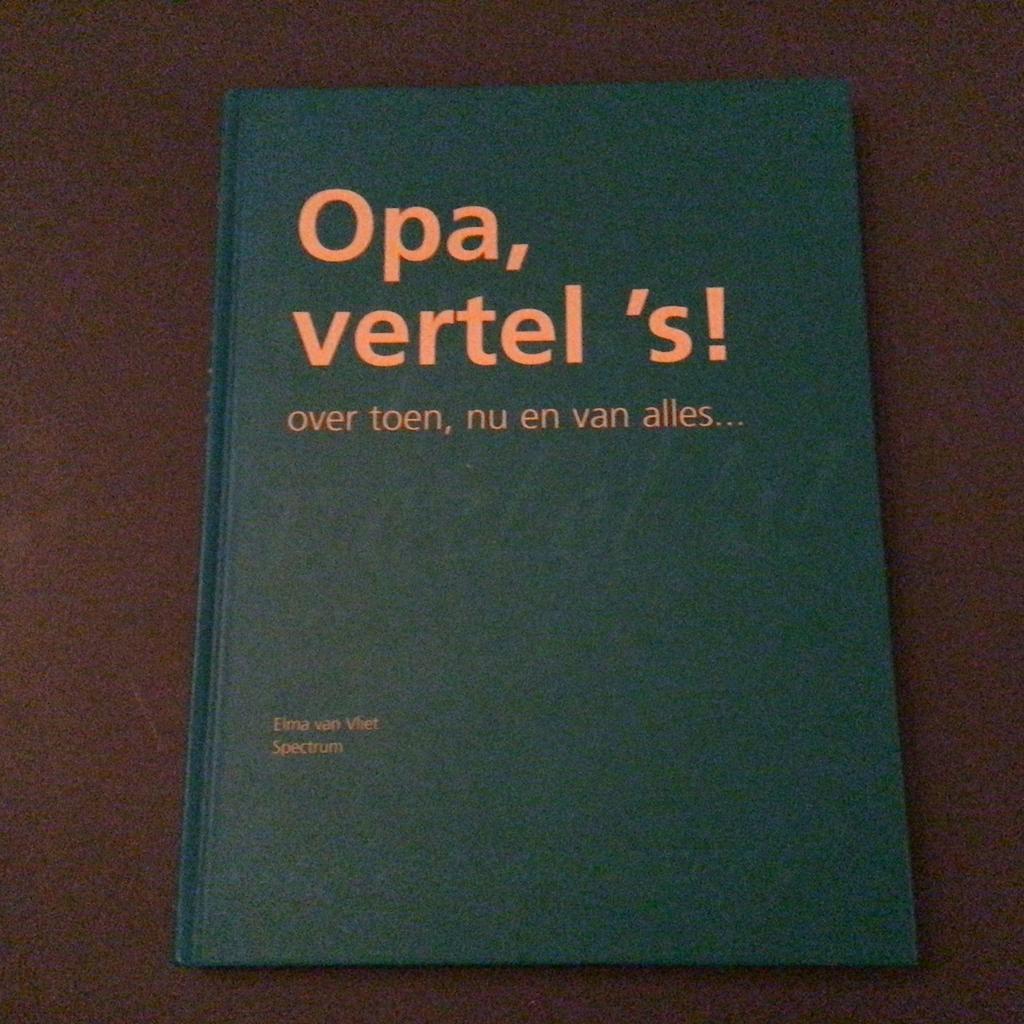 Opa,
vertel 's!
over toen, nu en van alles...
Elma van Vliet
Spectrum